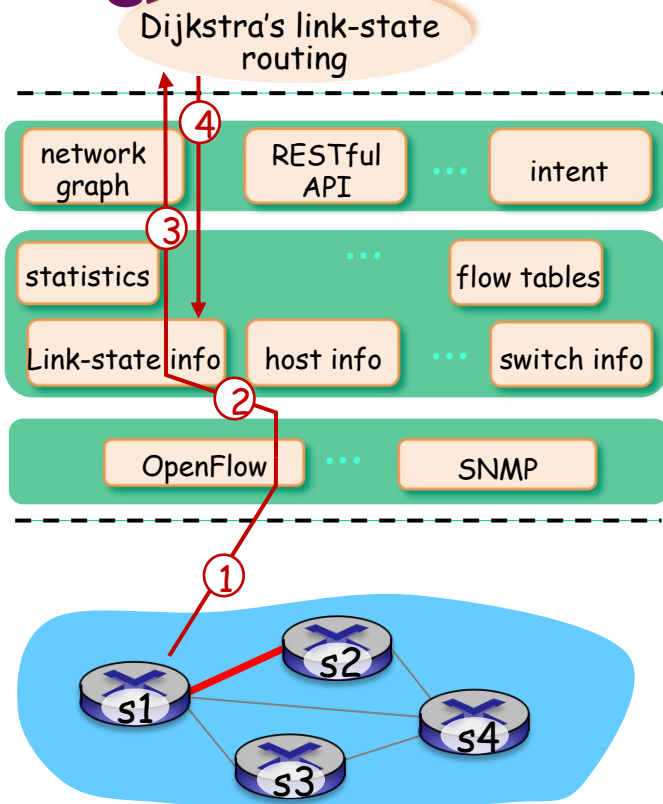 Dijkstra's link-state
routing
4
network
graph
RESTful
API
...
intent
3
statistics
...
flow tables
Link-state info
host info
...
switch info
2
OpenFlow
...
SNMP
1
s2
s1
s4
s3